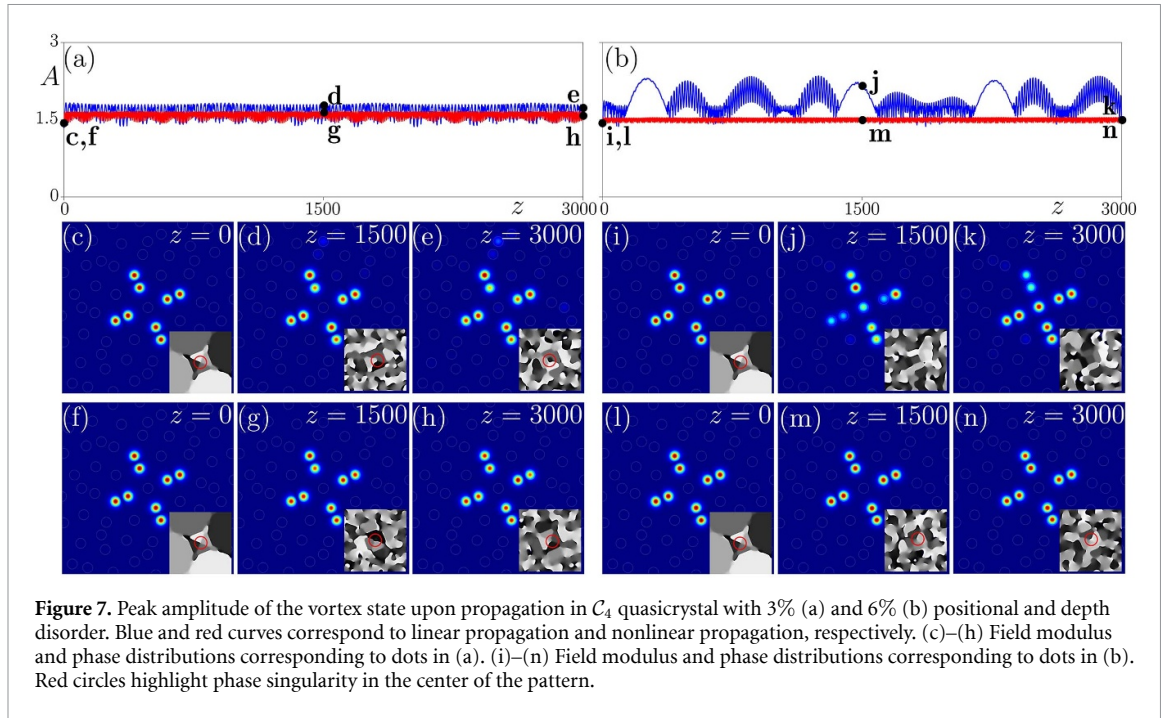 3
(a)
(b)
A
d
e
j
1.5
k
c,f
g
h
i,l
m
n
0
0
1500
z
3000
0
1500
z
3000
(c) z = 0
(d) z = 1500
(e) z = 3000
(i) z = 0
(j) z = 1500
(k) z = 3000
(f) z = 0
(g) z = 1500
(h) z = 3000
(l) z = 0
(m) z = 1500
(n) z = 3000
Figure 7. Peak amplitude of the vortex state upon propagation in 𝒞₄ quasicrystal with 3% (a) and 6% (b) positional and depth
disorder. Blue and red curves correspond to linear propagation and nonlinear propagation, respectively. (c)–(h) Field modulus
and phase distributions corresponding to dots in (a). (i)–(n) Field modulus and phase distributions corresponding to dots in (b).
Red circles highlight phase singularity in the center of the pattern.